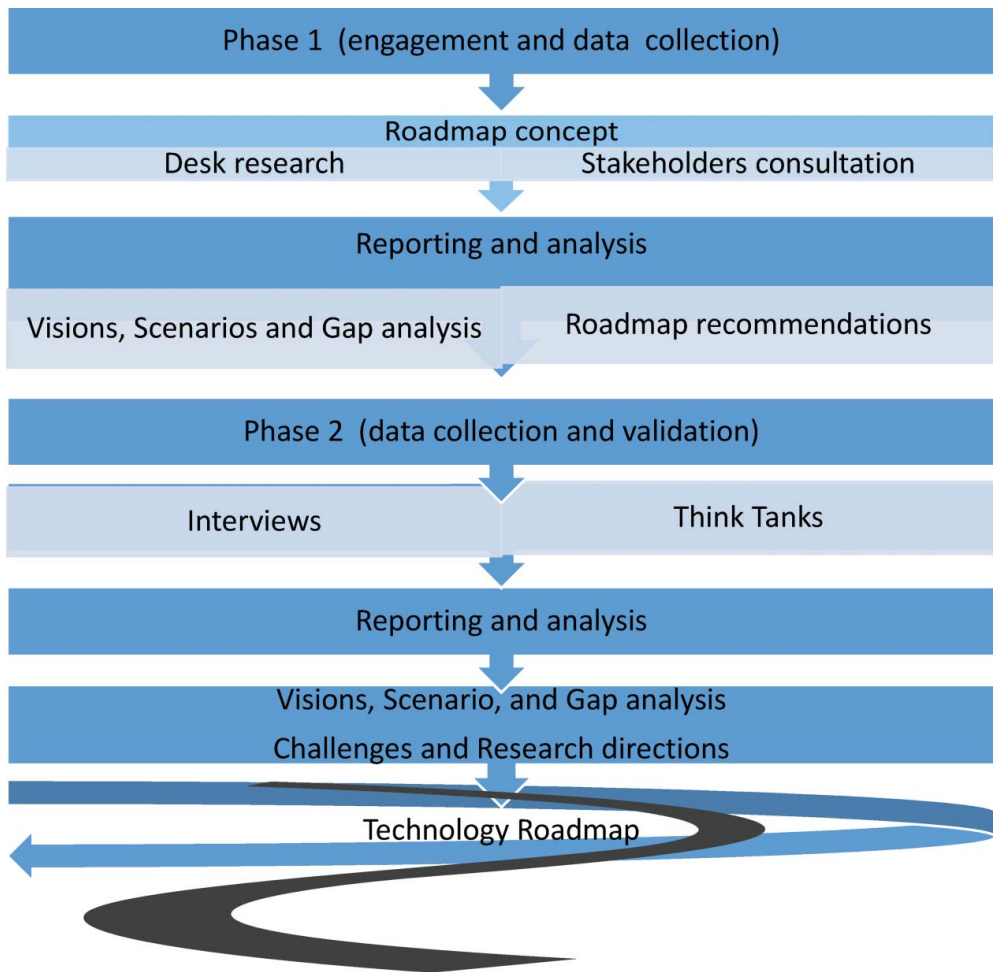 Phase 1  (engagement and data  collection)
Roadmap concept
Desk research
Stakeholders consultation
Reporting and analysis
Visions, Scenarios and Gap analysis
Roadmap recommendations
Phase 2  (data collection and validation)
Interviews
Think Tanks
Reporting and analysis
Visions, Scenario, and Gap analysis
Challenges and Research directions
Technology Roadmap